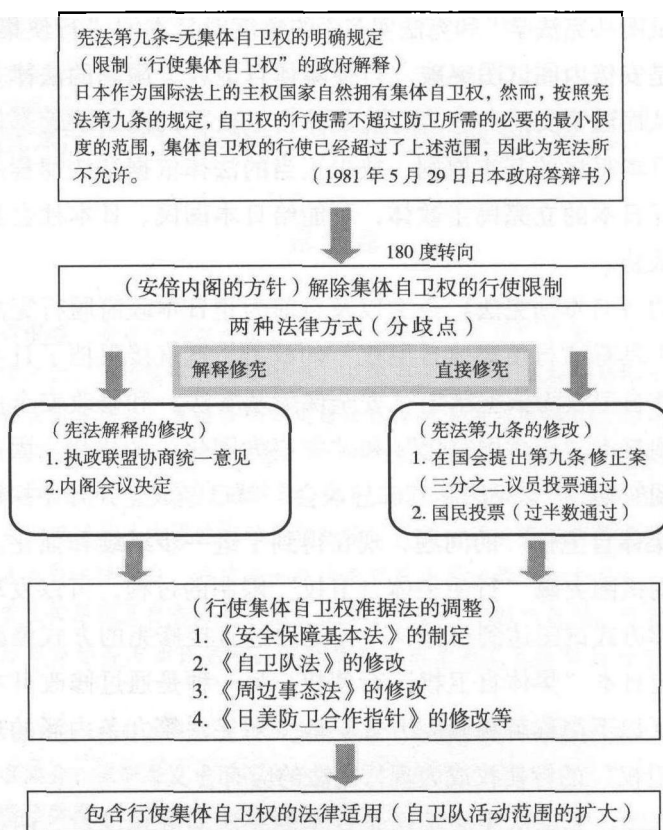 宪法第九条≈无集体自卫权的明确规定
（限制“行使集体自卫权”的政府解释）
日本作为国际法上的主权国家自然拥有集体自卫权，然而，按照宪
法第九条的规定，自卫权的行使需不超过防卫所需的必要的最小限
度的范围，集体自卫权的行使已经超过了上述范围，因此为宪法所
不允许。 （1981年5月29日日本政府答辩书）
180度转向
（安倍内阁的方针）解除集体自卫权的行使限制
两种法律方式（分歧点）
解释修宪 直接修宪
（宪法解释的修改）
1. 执政联盟协商统一意见
2.内阁会议决定
（宪法第九条的修改）
1. 在国会提出第九条修正案
（三分之二议员投票通过）
2. 国民投票（过半数通过）
（行使集体自卫权准据法的调整）
1.《安全保障基本法》的制定
2.《自卫队法》的修改
3.《周边事态法》的修改
4.《日美防卫合作指针》的修改等
包含行使集体自卫权的法律适用（自卫队活动范围的扩大）